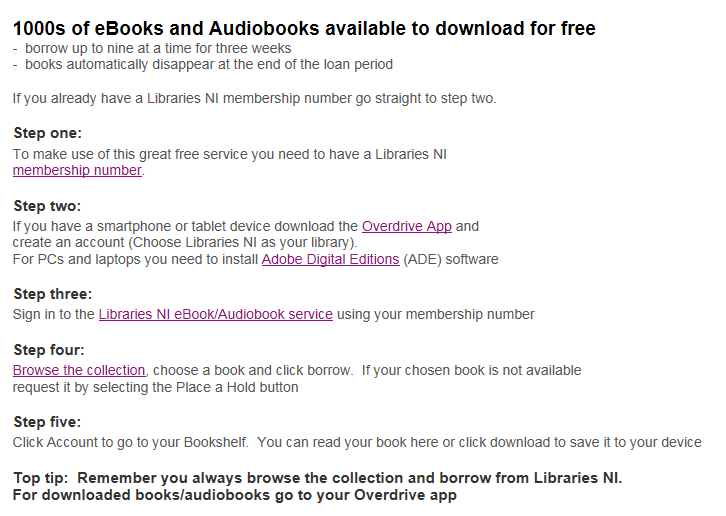 1000s of eBooks and Audiobooks available to download for free
- borrow up to nine at a time for three weeks
- books automatically disappear at the end of the loan period
If you already have a Libraries NI membership number go straight to step two.
Step one:
To make use of this great free service you need to have a Libraries NI
membership number.
Step two:
If you have a smartphone or tablet device download the Overdrive App and
create an account (Choose Libraries NI as your library).
For PCs and laptops you need to install Adobe Digital Editions (ADE) software
Step three:
Sign in to the Libraries NI eBook/Audiobook service using your membership number
Step four:
Browse the collection, choose a book and click borrow.  If your chosen book is not available
request it by selecting the Place a Hold button
Step five:
Click Account to go to your Bookshelf.  You can read your book here or click download to save it to your device
Top tip:  Remember you always browse the collection and borrow from Libraries NI.
For downloaded books/audiobooks go to your Overdrive app